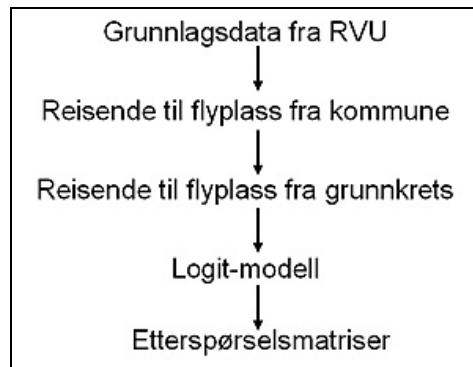 Grunnlagsdata fra RVU
Reisende til flyplass fra kommune
Reisende til flyplass fra grunnkrets
Logit-modell
Etterspørselsmatriser